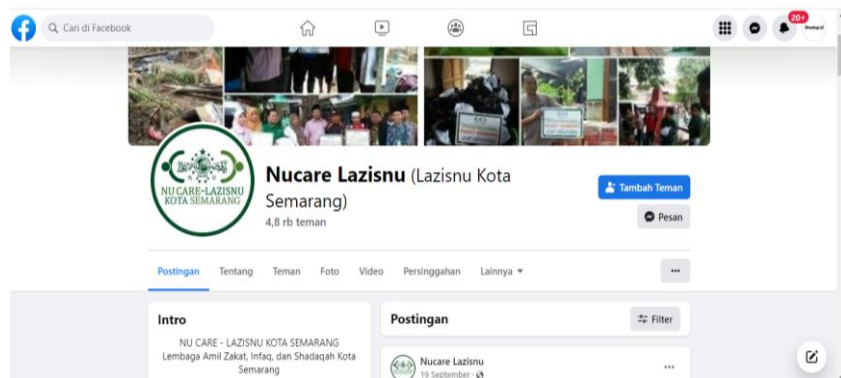 Cari di Facebook
20+
Nucare Lazisnu (Lazisnu Kota
Semarang)
4,8 rb teman
Tambah Teman
Pesan
NU CARE-LAZISNU
KOTA SEMARANG
Postingan Tentang Teman Foto Video Persinggahan Lainnya
Intro
NU CARE - LAZISNU KOTA SEMARANG
Lembaga Amil Zakat, Infaq, dan Shadaqah Kota
Semarang
Postingan
Filter
Nucare Lazisnu
19 September